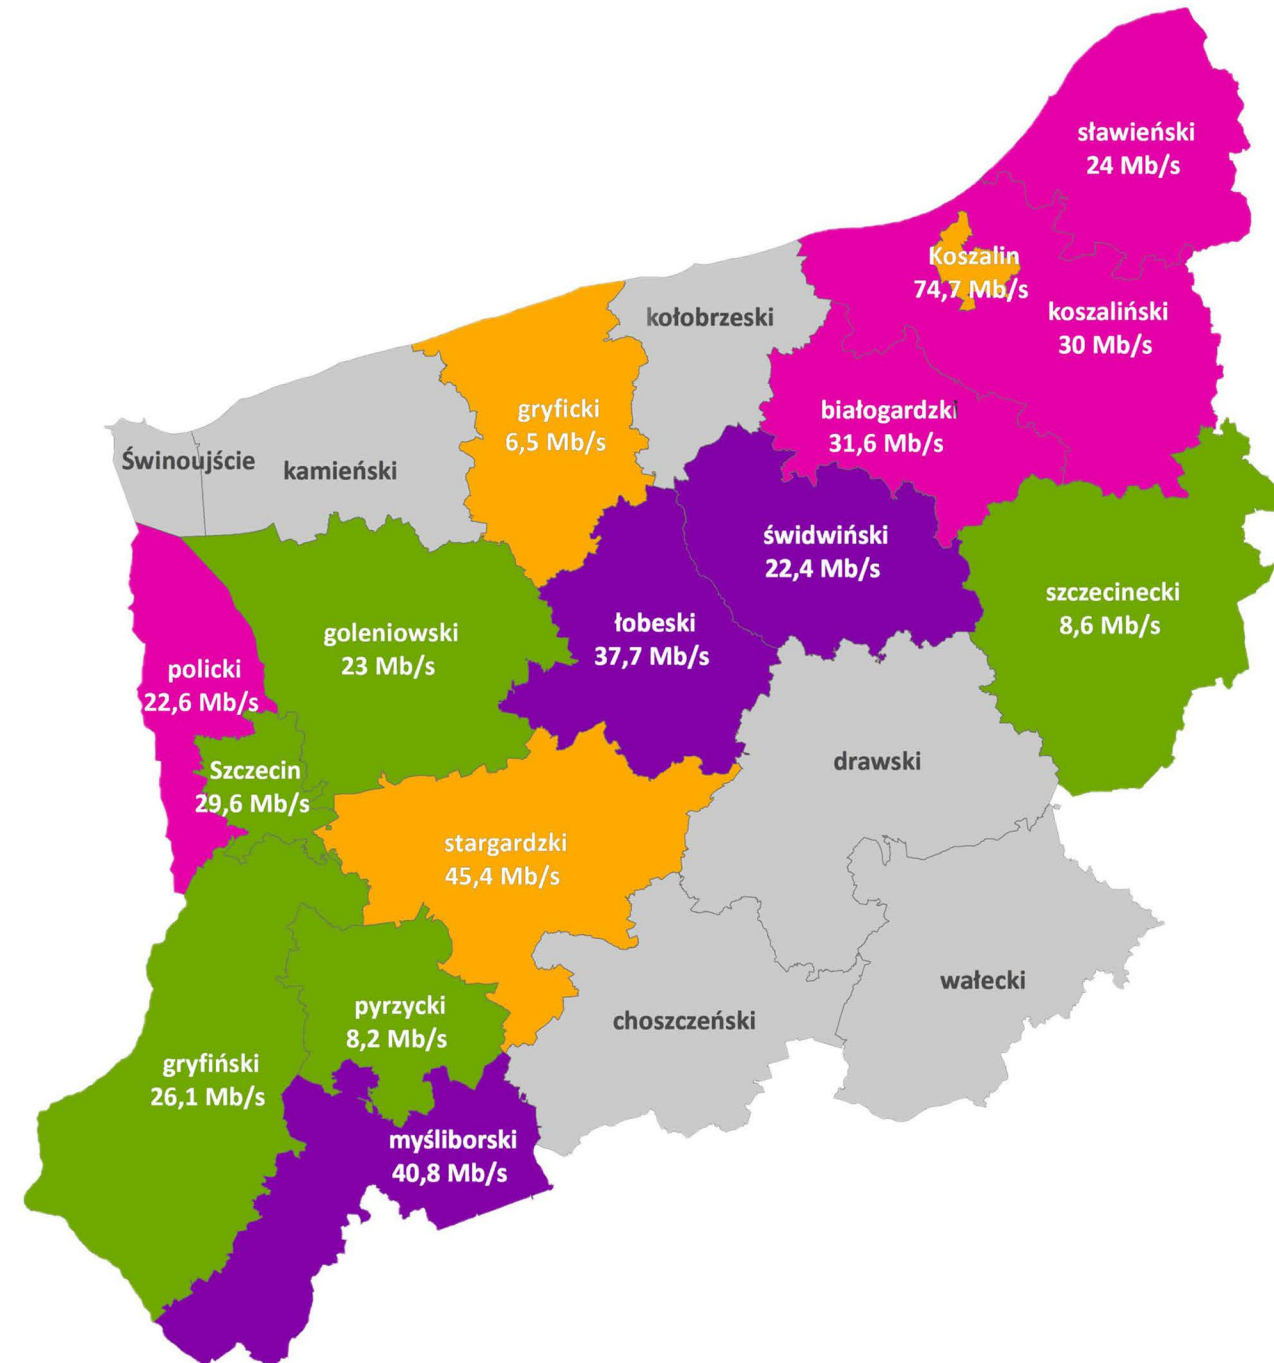 sławieński
24 Mb/s
Koszalin
74,7 Mb/s
koszaliński
30 Mb/s
kołobrzeski
gryficki
6,5 Mb/s
białogardzki
31,6 Mb/s
Świnoujście
kamieński
świdwiński
22,4 Mb/s
szczecinecki
8,6 Mb/s
łobeski
37,7 Mb/s
goleniowski
23 Mb/s
policki
22,6 Mb/s
Szczecin
29,6 Mb/s
drawski
stargardzki
45,4 Mb/s
wałecki
choszczeński
pyrzycki
8,2 Mb/s
gryfiński
26,1 Mb/s
myśliborski
40,8 Mb/s